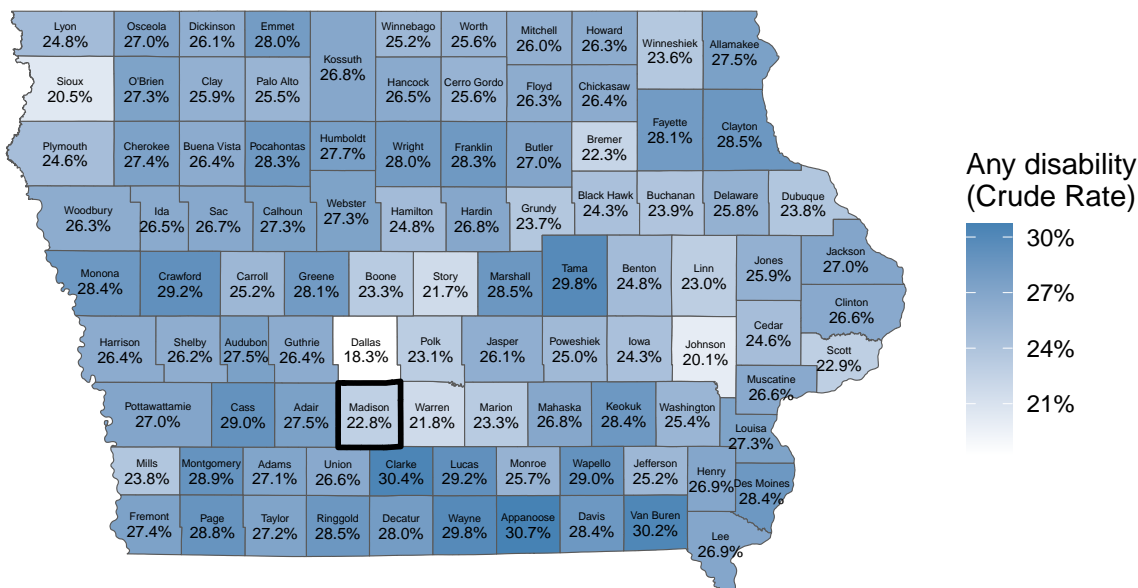 Lyon
24.8%
Osceola
27.0%
Dickinson
26.1%
Emmet
28.0%
Kossuth
26.8%
Winnebago
25.2%
Worth
25.6%
Mitchell
26.0%
Howard
26.3%
Winneshiek
23.6%
Allamakee
27.5%
Sioux
20.5%
O'Brien
27.3%
Clay
25.9%
Palo Alto
25.5%
Hancock
26.5%
Cerro Gordo
25.6%
Floyd
26.3%
Chickasaw
26.4%
Plymouth
24.6%
Cherokee
27.4%
Buena Vista
26.4%
Pocahontas
28.3%
Humboldt
27.7%
Wright
28.0%
Franklin
28.3%
Butler
27.0%
Bremer
22.3%
Fayette
28.1%
Clayton
28.5%
Woodbury
26.3%
Ida
26.5%
Sac
26.7%
Calhoun
27.3%
Webster
27.3%
Hamilton
24.8%
Hardin
26.8%
Grundy
23.7%
Black Hawk
24.3%
Buchanan
23.9%
Delaware
25.8%
Dubuque
23.8%
Monona
28.4%
Crawford
29.2%
Carroll
25.2%
Greene
28.1%
Boone
23.3%
Story
21.7%
Marshall
28.5%
Tama
29.8%
Benton
24.8%
Linn
23.0%
Jones
25.9%
Jackson
27.0%
Clinton
26.6%
Harrison
26.4%
Shelby
26.2%
Audubon
27.5%
Guthrie
26.4%
Dallas
18.3%
Polk
23.1%
Jasper
26.1%
Poweshiek
25.0%
Iowa
24.3%
Johnson
20.1%
Cedar
24.6%
Scott
22.9%
Muscatine
26.6%
Pottawattamie
27.0%
Cass
29.0%
Adair
27.5%
Madison
22.8%
Warren
21.8%
Marion
23.3%
Mahaska
26.8%
Keokuk
28.4%
Washington
25.4%
Louisa
27.3%
Mills
23.8%
Montgomery
28.9%
Adams
27.1%
Union
26.6%
Clarke
30.4%
Lucas
29.2%
Monroe
25.7%
Wapello
29.0%
Jefferson
25.2%
Henry
26.9%
Des Moines
28.4%
Fremont
27.4%
Page
28.8%
Taylor
27.2%
Ringgold
28.5%
Decatur
28.0%
Wayne
29.8%
Appanoose
30.7%
Davis
28.4%
Van Buren
30.2%
Lee
26.9%
Any disability
(Crude Rate)
30%
27%
24%
21%